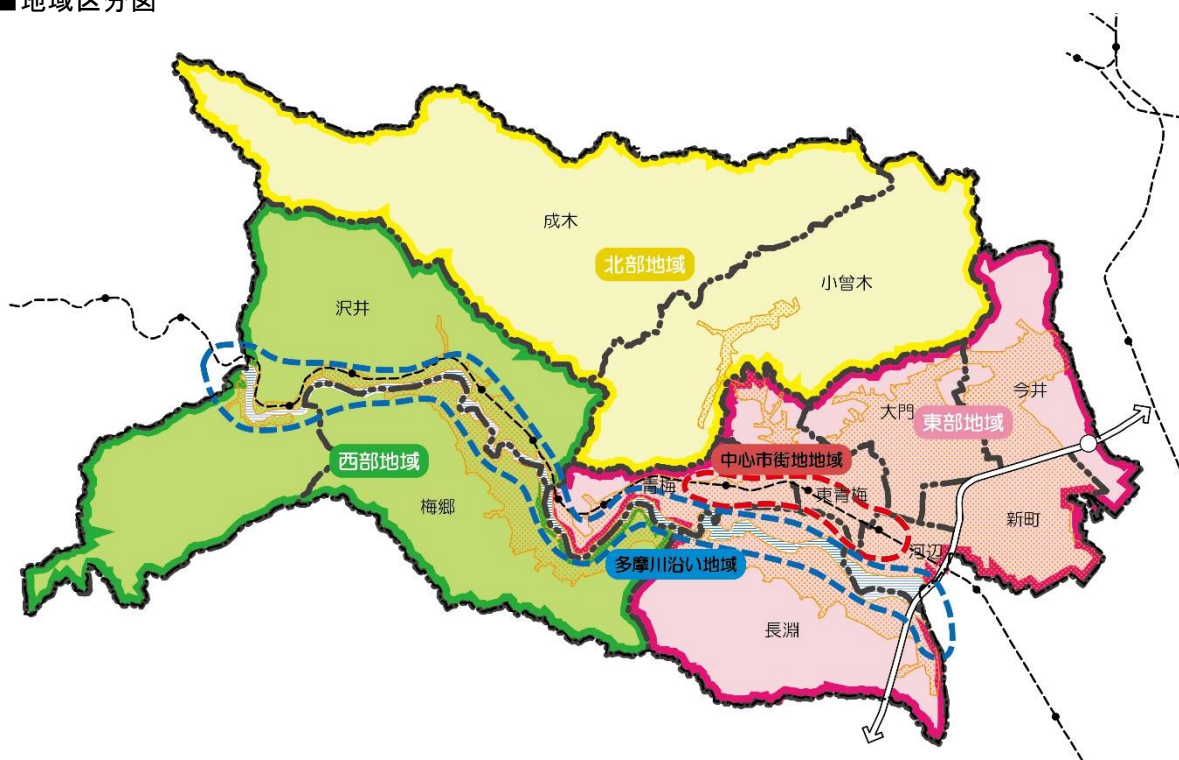 ■地域区分図
成木
北部地域
小曾木
沢井
今井
大門
東部地域
西部地域
中心市街地地域
青梅
東青梅
梅郷
新町
河辺
多摩川沿い地域
長淵